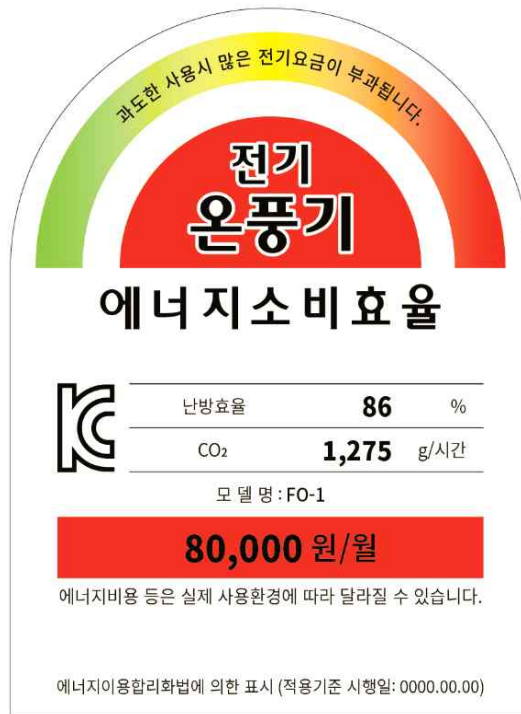 과도한 사용시 많은 전기요금이 부과됩니다.
전기
온풍기
에너지소비효율
난방효율 86 %
CO₂ 1,275 g/시간
모 델 명 : FO-1
80,000 원/월
에너지비용 등은 실제 사용환경에 따라 달라질 수 있습니다.
에너지이용합리화법에 의한 표시 (적용기준 시행일: 0000.00.00)